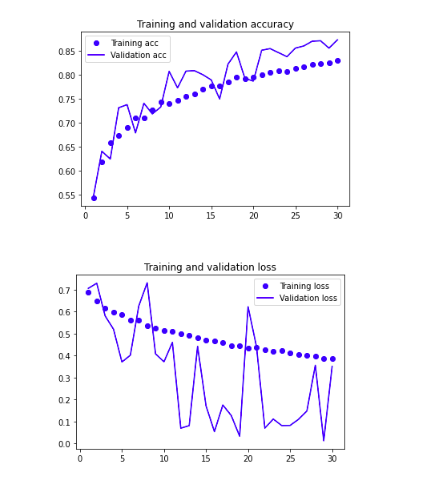 Training and validation accuracy
Training acc
Validation acc
0.85
0.80
0.75
0.70
0.65
0.60
0.55
0 5 10 15 20 25 30
Training and validation loss
Training loss
Validation loss
0.7
0.6
0.5
0.4
0.3
0.2
0.1
0.0
0 5 10 15 20 25 30